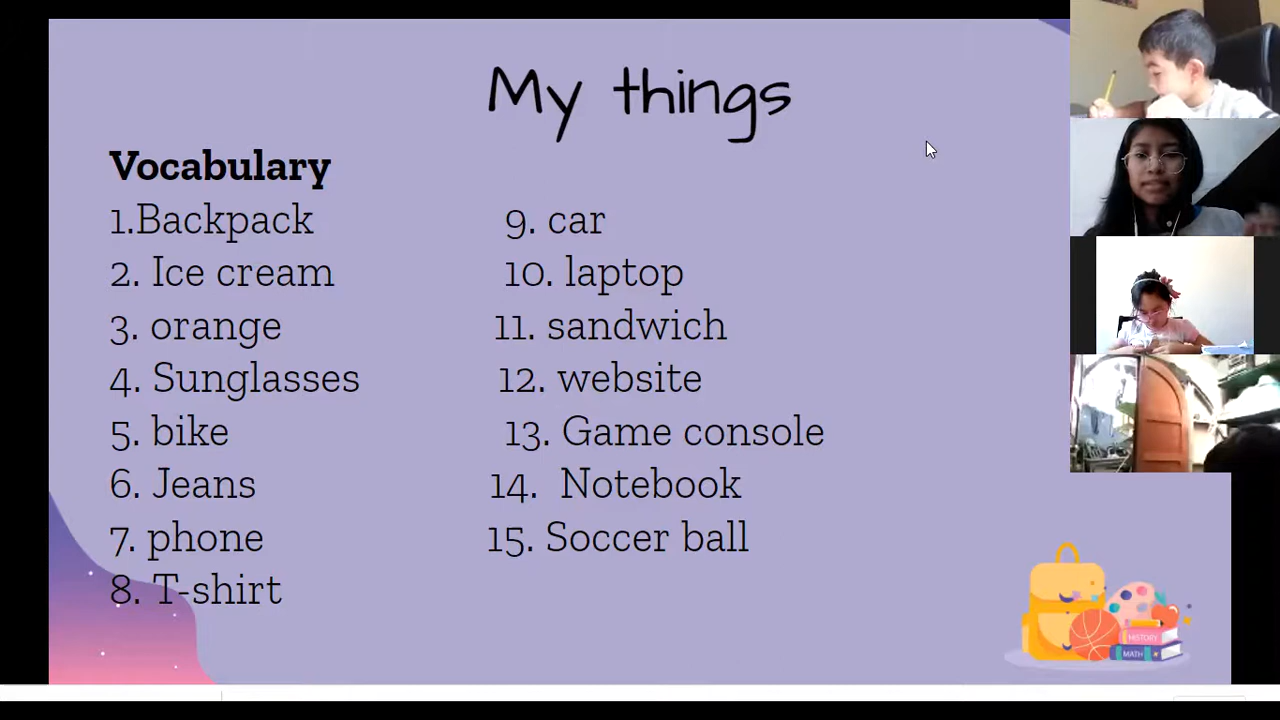 My things
Vocabulary
1.Backpack
2. Ice cream
3. orange
4. Sunglasses
5. bike
6. Jeans
7. phone
8. T-shirt
9. car
10. laptop
11. sandwich
12. website
13. Game console
14. Notebook
15. Soccer ball
HISTORY
MATH